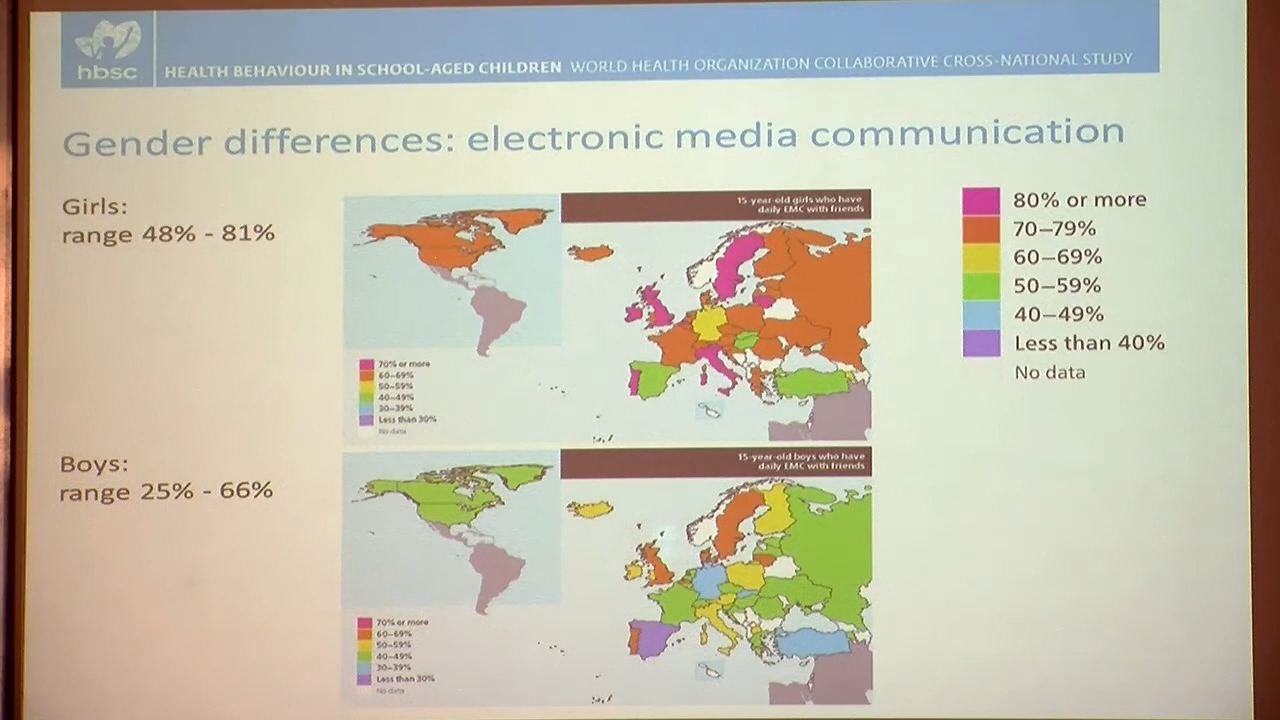 hbsc
HEALTH BEHAVIOUR IN SCHOOL-AGED CHILDREN WORLD HEALTH ORGANIZATION COLLABORATIVE CROSS-NATIONAL STUDY
Gender differences: electronic media communication
Girls:
range 48% - 81%
15-year-old girls who have
daily EMC with friends
70% or more
60–69%
50–59%
40–49%
30–39%
Less than 30%
No data
80% or more
70–79%
60–69%
50–59%
40–49%
Less than 40%
No data
Boys:
range 25% - 66%
15-year-old boys who have
daily EMC with friends
70% or more
60–69%
50–59%
40–49%
30–39%
Less than 30%
No data